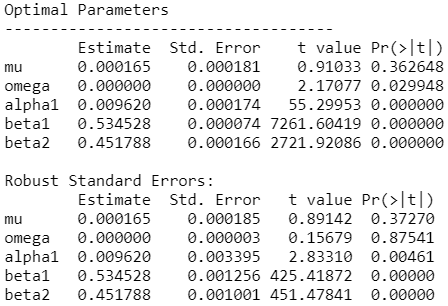 Optimal Parameters
------------------------------------
Estimate Std. Error t value Pr(>|t|)
mu 0.000165 0.000181 0.91033 0.362648
omega 0.000000 0.000000 2.17077 0.029948
alpha1 0.009620 0.000174 55.29953 0.000000
beta1 0.534528 0.000074 7261.60419 0.000000
beta2 0.451788 0.000166 2721.92086 0.000000
Robust Standard Errors:
Estimate Std. Error t value Pr(>|t|)
mu 0.000165 0.000185 0.89142 0.37270
omega 0.000000 0.000003 0.15679 0.87541
alpha1 0.009620 0.003395 2.83310 0.00461
beta1 0.534528 0.001256 425.41872 0.00000
beta2 0.451788 0.001001 451.47841 0.00000